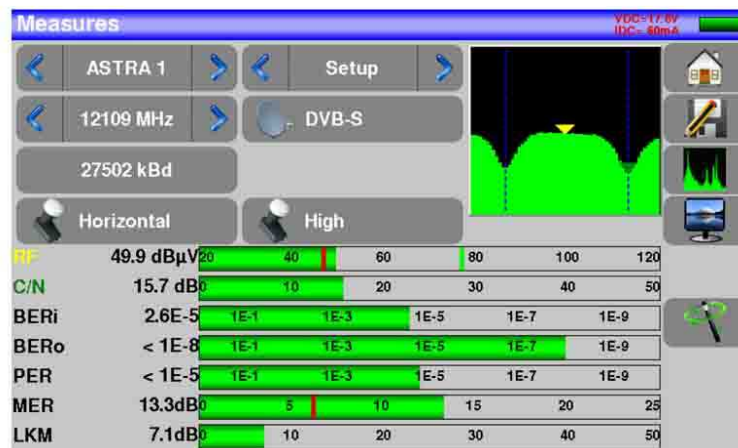 Measures VDC=17.8V
IDC= 60mA
ASTRA 1 Setup
12109 MHz DVB-S
27502 kBd
Horizontal High
RF 49.9 dBµV 20 40 60 80 100 120
C/N 15.7 dB 0 10 20 30 40 50
BERi 2.6E-5 1E-1 1E-3 1E-5 1E-7 1E-9
BERo < 1E-8 1E-1 1E-3 1E-5 1E-7 1E-9
PER < 1E-5 1E-1 1E-3 1E-5 1E-7 1E-9
MER 13.3dB 0 5 10 15 20 25
LKM 7.1dB 0 10 20 30 40 50